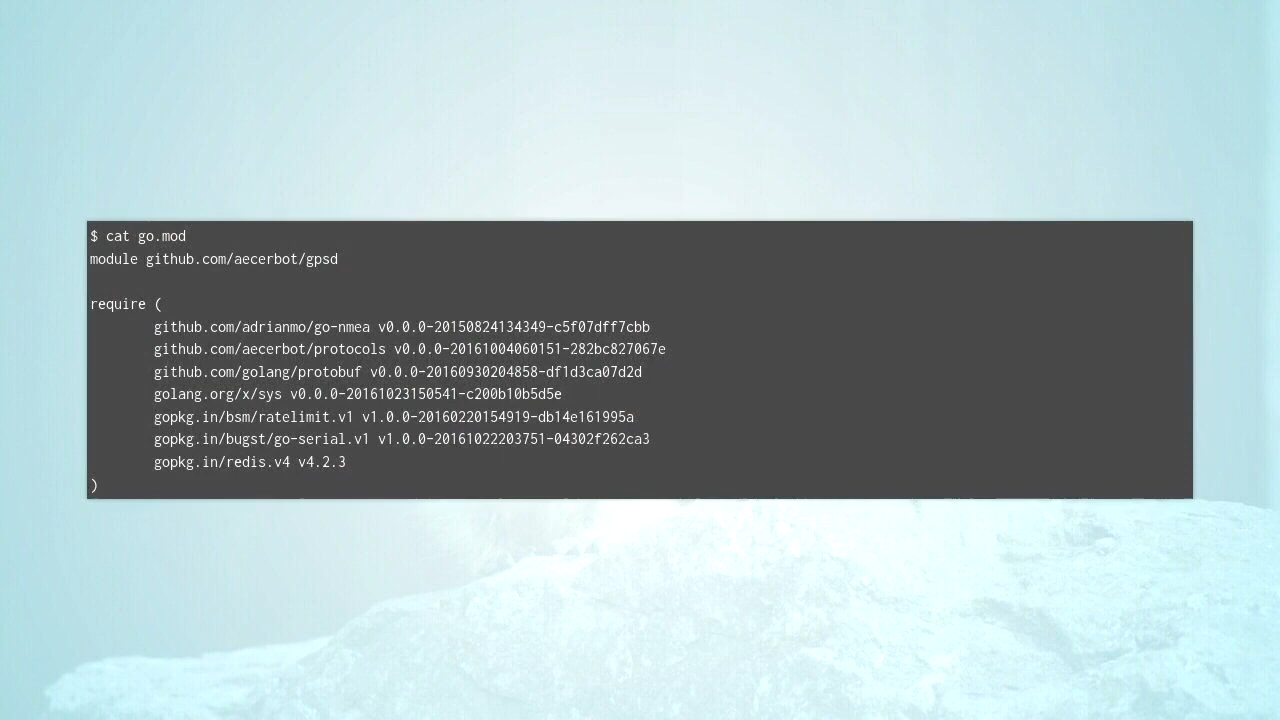 $ cat go.mod
module github.com/aecerbot/gpsd
require (
github.com/adrianmo/go-nmea v0.0.0-20150824134349-c5f07dff7cbb
github.com/aecerbot/protocols v0.0.0-20161004060151-282bc827067e
github.com/golang/protobuf v0.0.0-20160930204858-df1d3ca07d2d
golang.org/x/sys v0.0.0-20161023150541-c200b10b5d5e
gopkg.in/bsm/ratelimit.v1 v1.0.0-20160220154919-db14e161995a
gopkg.in/bugst/go-serial.v1 v1.0.0-20161022203751-04302f262ca3
gopkg.in/redis.v4 v4.2.3
)